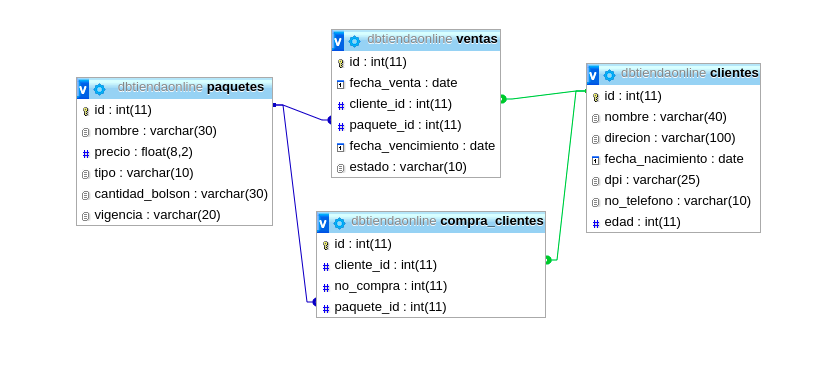 dbtiendaonline paquetes
id : int(11)
nombre : varchar(30)
precio : float(8,2)
tipo : varchar(10)
cantidad_bolson : varchar(30)
vigencia : varchar(20)
v dbtiendaonline ventas
id : int(11)
fecha_venta : date
cliente_id : int(11)
paquete_id : int(11)
fecha_vencimiento : date
estado : varchar(10)
v dbtiendaonline compra_clientes
id : int(11)
cliente_id : int(11)
no_compra : int(11)
paquete_id : int(11)
v dbtiendaonline clientes
id : int(11)
nombre : varchar(40)
direcion : varchar(100)
fecha_nacimiento : date
dpi : varchar(25)
no_telefono : varchar(10)
edad : int(11)